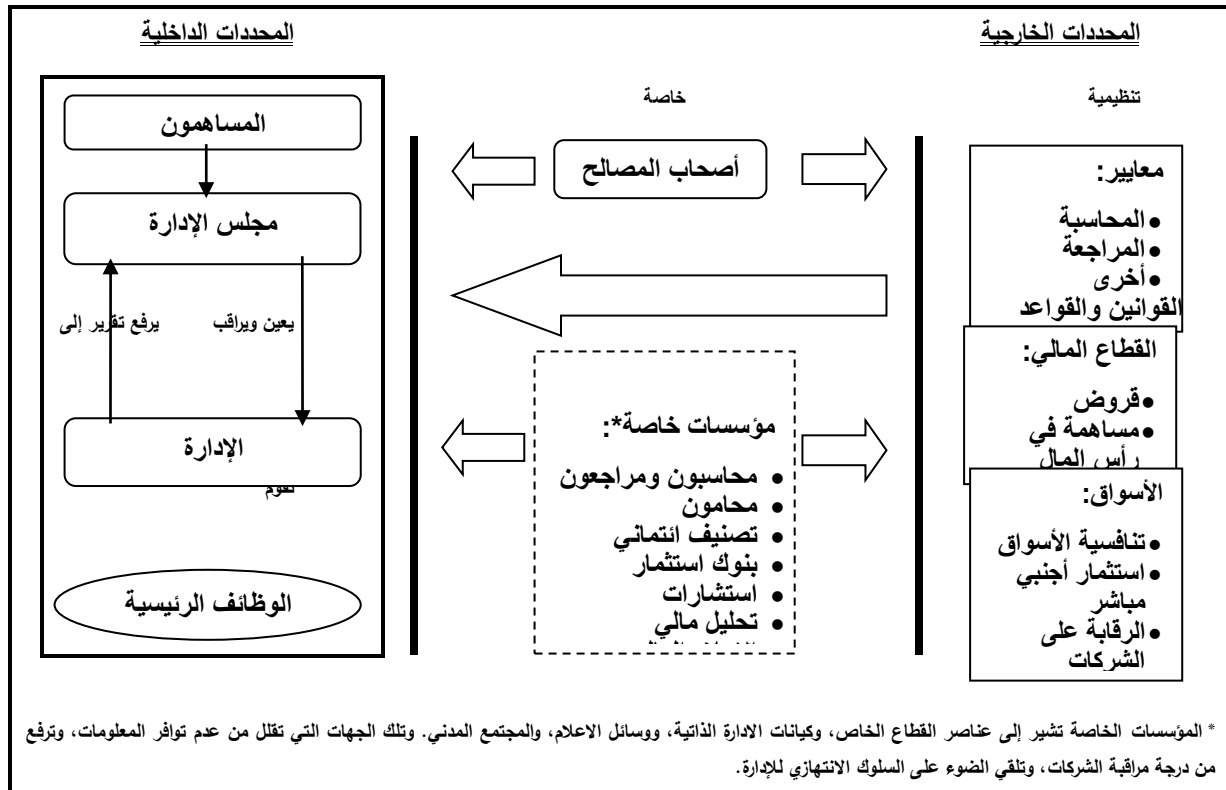 المحددات الخارجية
المحددات الداخلية
تنظيمية
خاصة
معايير:
•المحاسبة
•المراجعة
•أخرى
القوانين والقواعد
القطاع المالي:
•قروض
•مساهمة في
رأس المال
الأسواق:
•تنافسية الأسواق
•استثمار أجنبي
مباشر
•الرقابة على
الشركات
أصحاب المصالح
مؤسسات خاصة*:
• محاسبون ومراجعون
• محامون
• تصنيف ائتماني
• بنوك استثمار
• استشارات
• تحليل مالي
المساهمون
مجلس الإدارة
يعين ويراقب
يرفع تقرير إلى
الإدارة
تقوم
الوظائف الرئيسية
* المؤسسات الخاصة تشير إلى عناصر القطاع الخاص، وكيانات الادارة الذاتية، ووسائل الاعلام، والمجتمع المدني. وتلك الجهات التي تقلل من عدم توافر المعلومات، وترفع
من درجة مراقبة الشركات، وتلقي الضوء على السلوك الانتهازي للإدارة.